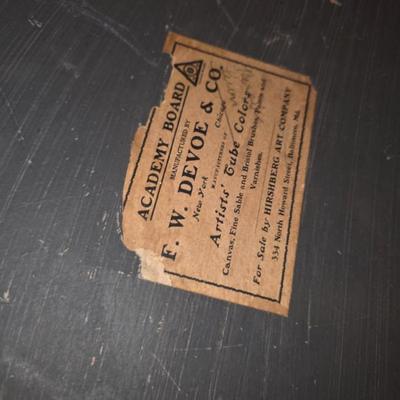 ACADEMY BOARD
MANUFACTURED BY
F. W. DEVOE & CO.
New York Chicago
MANUFACTURERS OF
Artists' Tube Colors
Canvas, Fine Sable and Bristle Brushes, and
Varnishes.
For Sale by HIRSHBERG ART COMPANY
334 North Howard Street, Baltimore, Md.